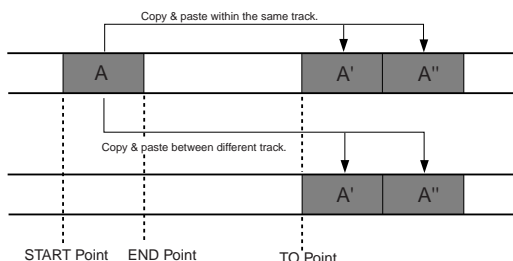 Copy & paste within the same track.
A A' A"
Copy & paste between different track.
A' A"
START Point END Point TO Point